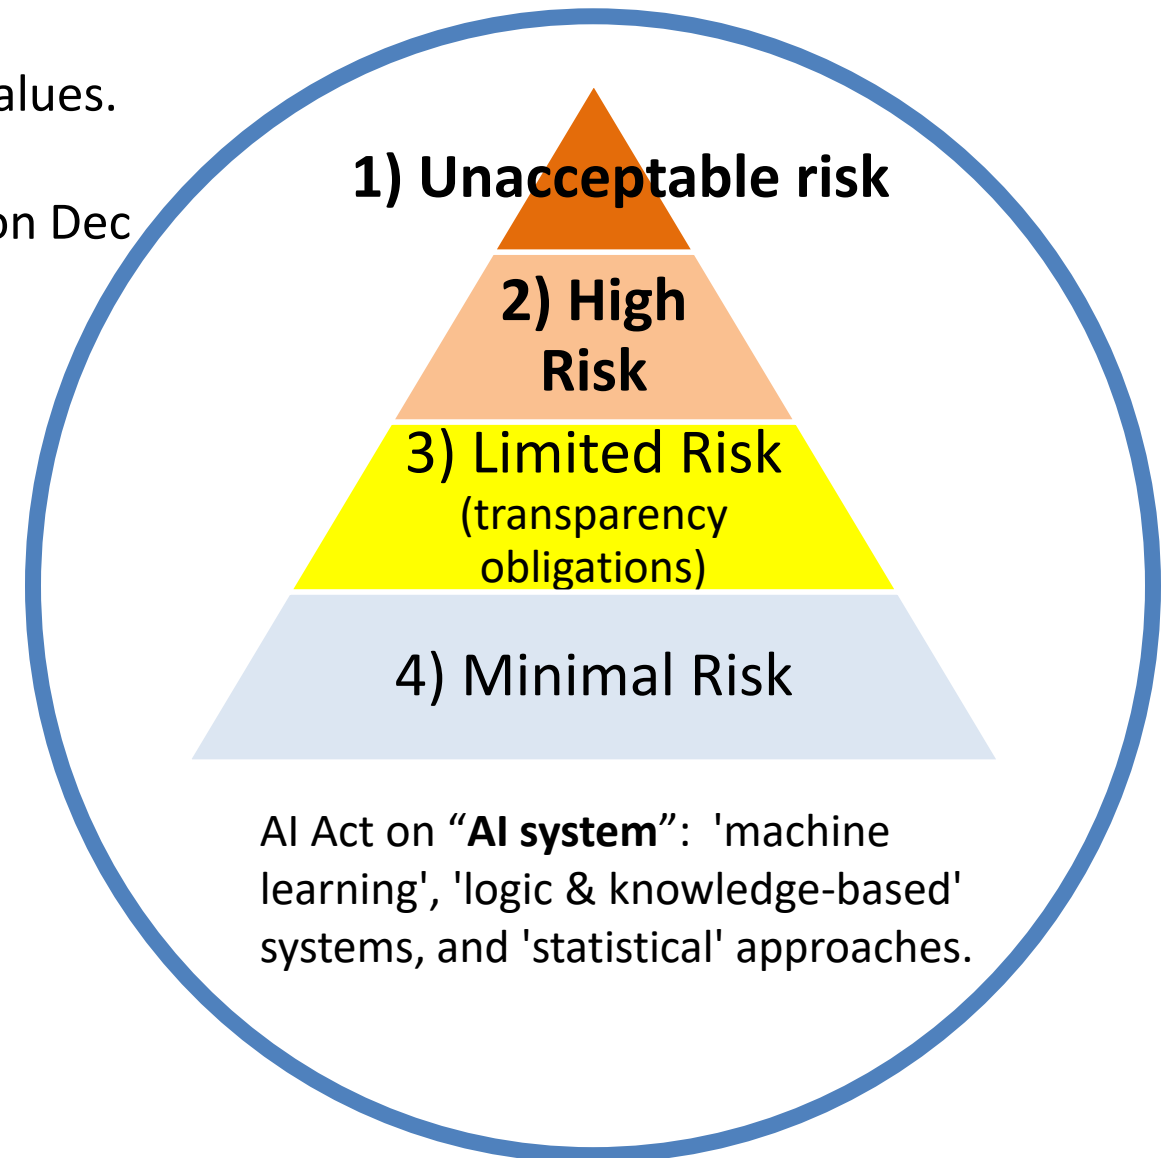 alues.
on Dec
1) Unacceptable risk
2) High
Risk
3) Limited Risk
(transparency
obligations)
4) Minimal Risk
AI Act on “AI system”:  'machine
learning', 'logic & knowledge-based'
systems, and 'statistical' approaches.